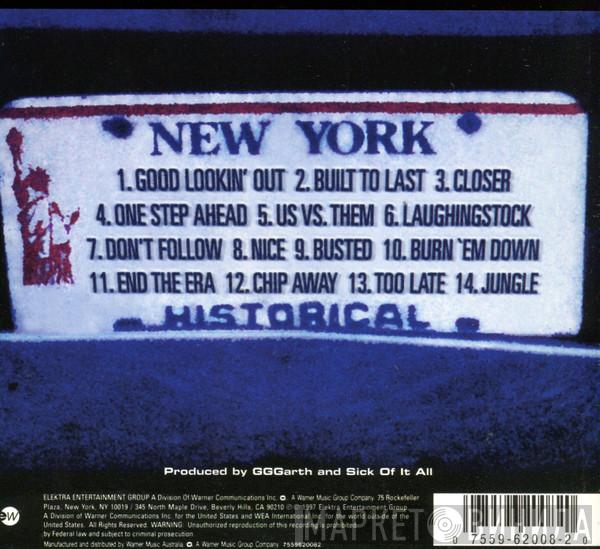 NEW YORK
1. GOOD LOOKIN' OUT 2. BUILT TO LAST 3. CLOSER
4. ONE STEP AHEAD 5. US VS. THEM 6. LAUGHINGSTOCK
7. DON'T FOLLOW 8. NICE 9. BUSTED 10. BURN 'EM DOWN
11. END THE ERA 12. CHIP AWAY 13. TOO LATE 14. JUNGLE
HISTORICAL
Produced by GGGarth and Sick Of It All
ELEKTRA ENTERTAINMENT GROUP A Division Of Warner Communications Inc. A Warner Music Group Company. 75 Rockefeller
Plaza, New York, NY 10019 / 345 North Maple Drive, Beverly Hills, CA 90210 ℗©1997 Elektra Entertainment Group
A Division of Warner Communications Inc. for the United States and WEA International Inc. for the world outside of the
United States. All Rights Reserved. WARNING: Unauthorized reproduction of this recording is prohibited
by Federal law and subject to criminal prosecution.
Manufactured and distributed by Warner Music Australia. A Warner Music Group Company 7559620082
ew
0 7559-62008-2 0